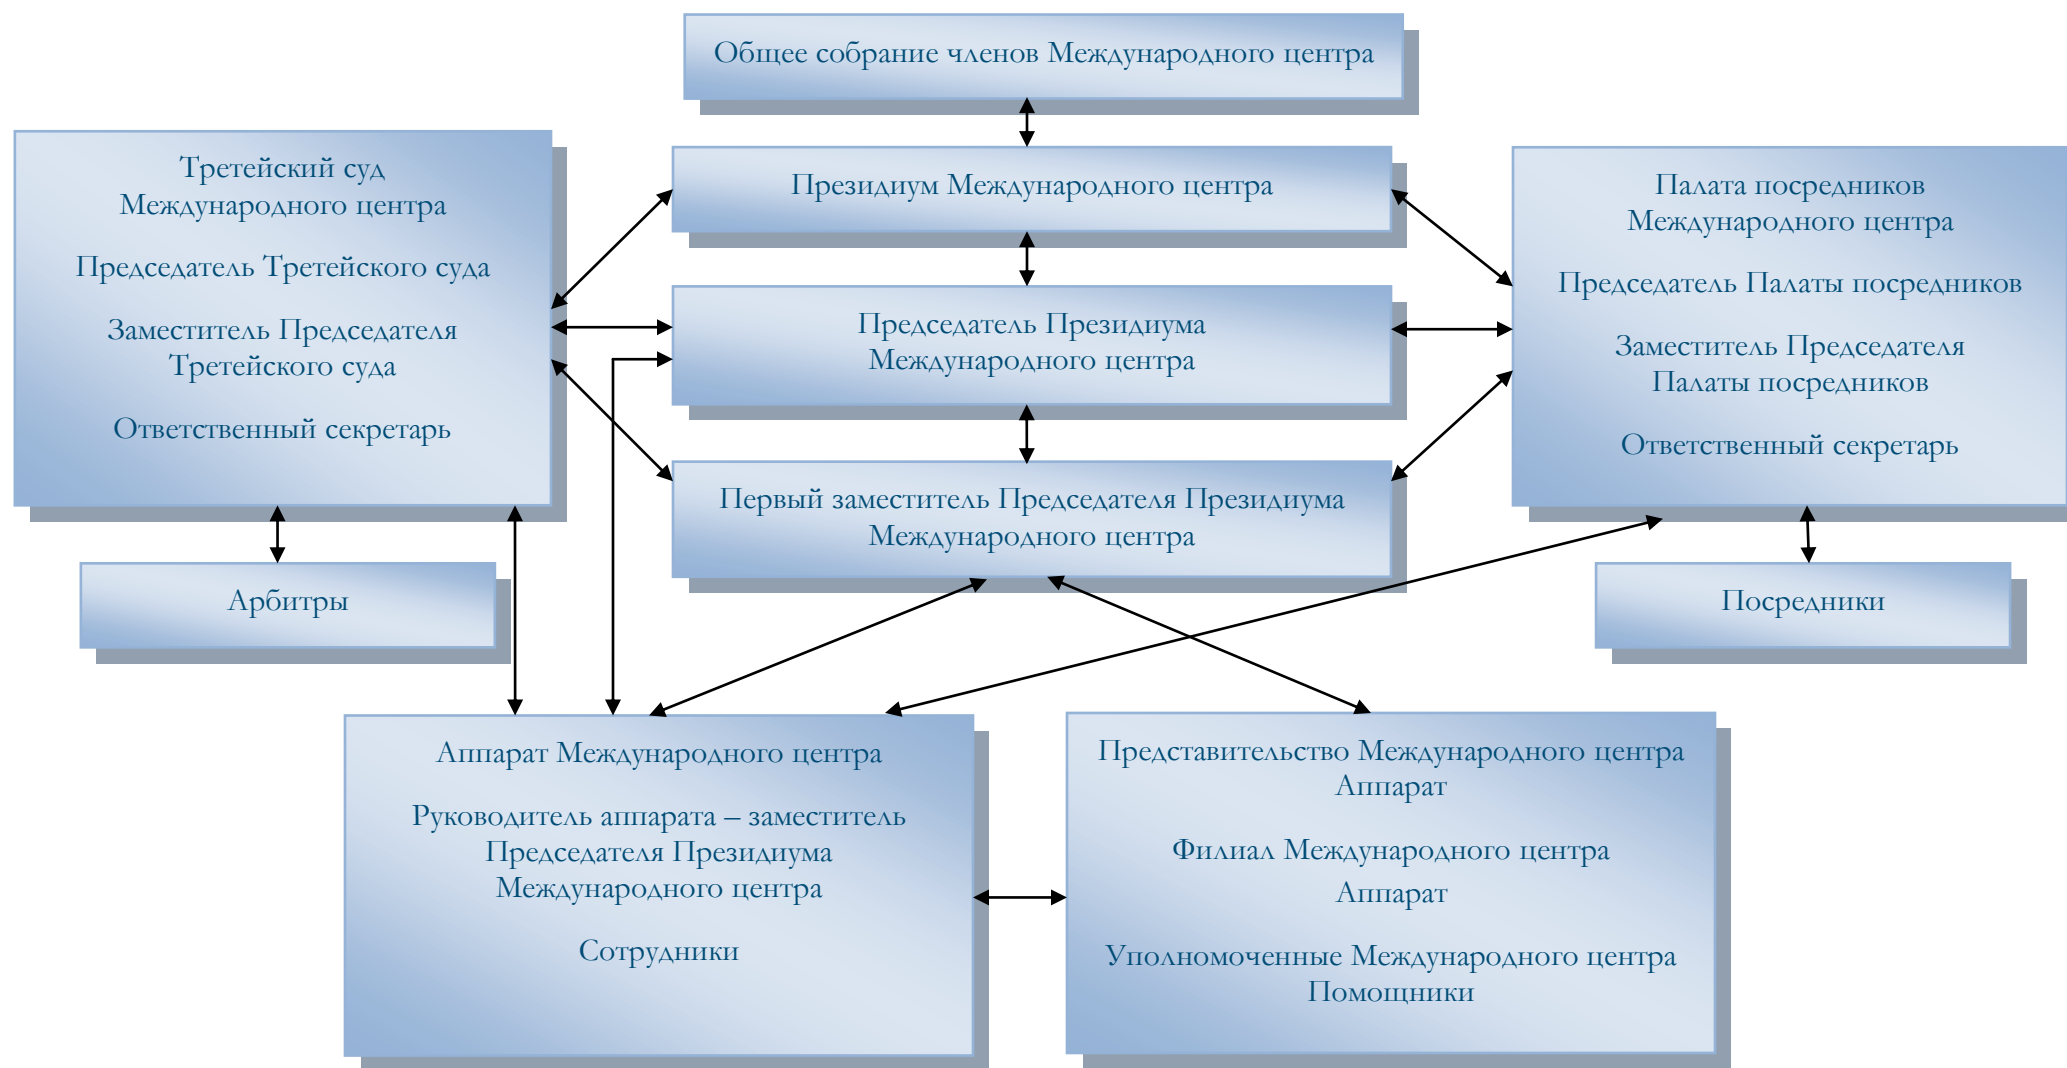 Общее собрание членов Международного центра
Третейский суд
Международного центра
Председатель Третейского суда
Заместитель Председателя
Третейского суда
Ответственный секретарь
Президиум Международного центра
Председатель Президиума
Международного центра
Первый заместитель Председателя Президиума
Международного центра
Палата посредников
Международного центра
Председатель Палаты посредников
Заместитель Председателя
Палаты посредников
Ответственный секретарь
Арбитры
Посредники
Аппарат Международного центра
Руководитель аппарата – заместитель
Председателя Президиума
Международного центра
Сотрудники
Представительство Международного центра
Аппарат
Филиал Международного центра
Аппарат
Уполномоченные Международного центра
Помощники